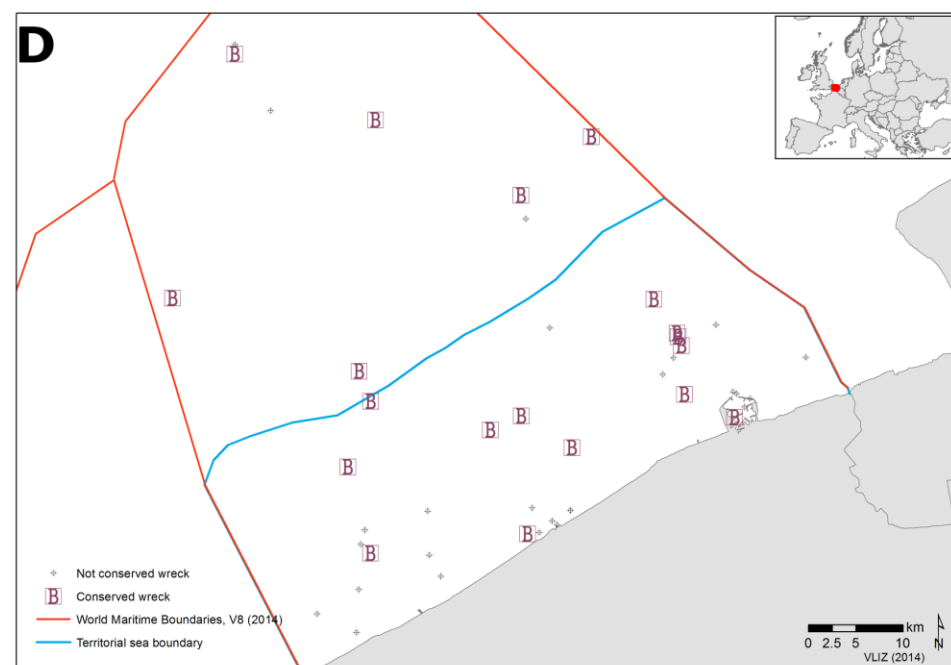 D
Not conserved wreck
B Conserved wreck
World Maritime Boundaries, V8 (2014)
Territorial sea boundary
km
0 2.5 5 10
N
VLIZ (2014)